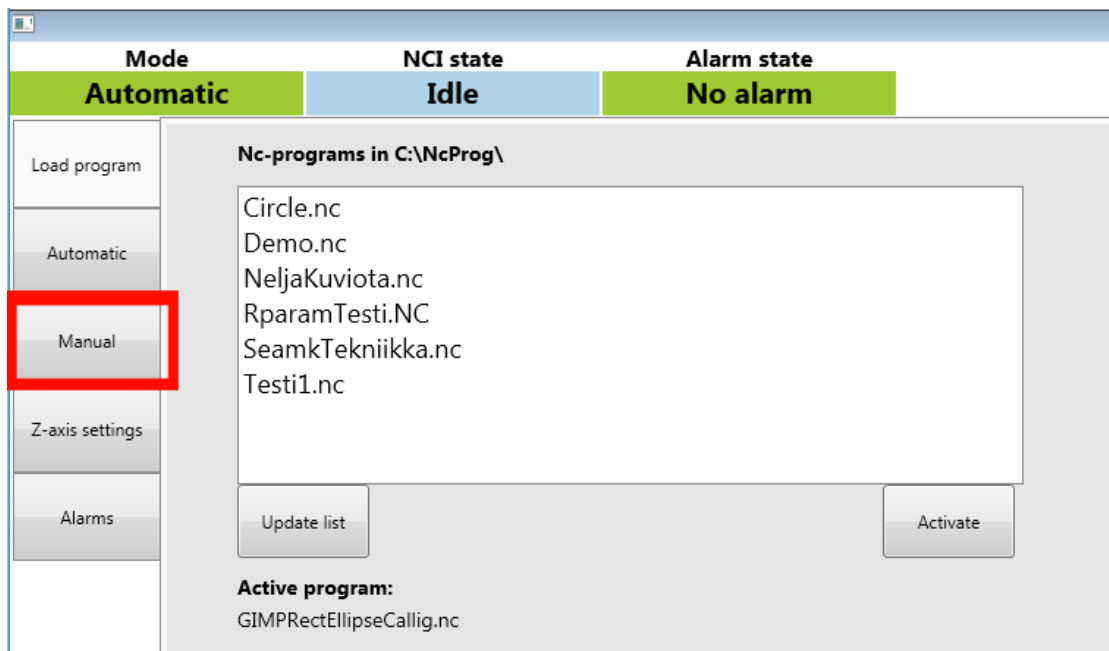 Mode NCI state Alarm state
Automatic Idle No alarm
Load program
Automatic
Manual
Z-axis settings
Alarms
Nc-programs in C:\NcProg\
Circle.nc
Demo.nc
NeljaKuviota.nc
RparamTesti.NC
SeamkTekniikka.nc
Testi1.nc
Update list Activate
Active program:
GIMPRectEllipseCallig.nc